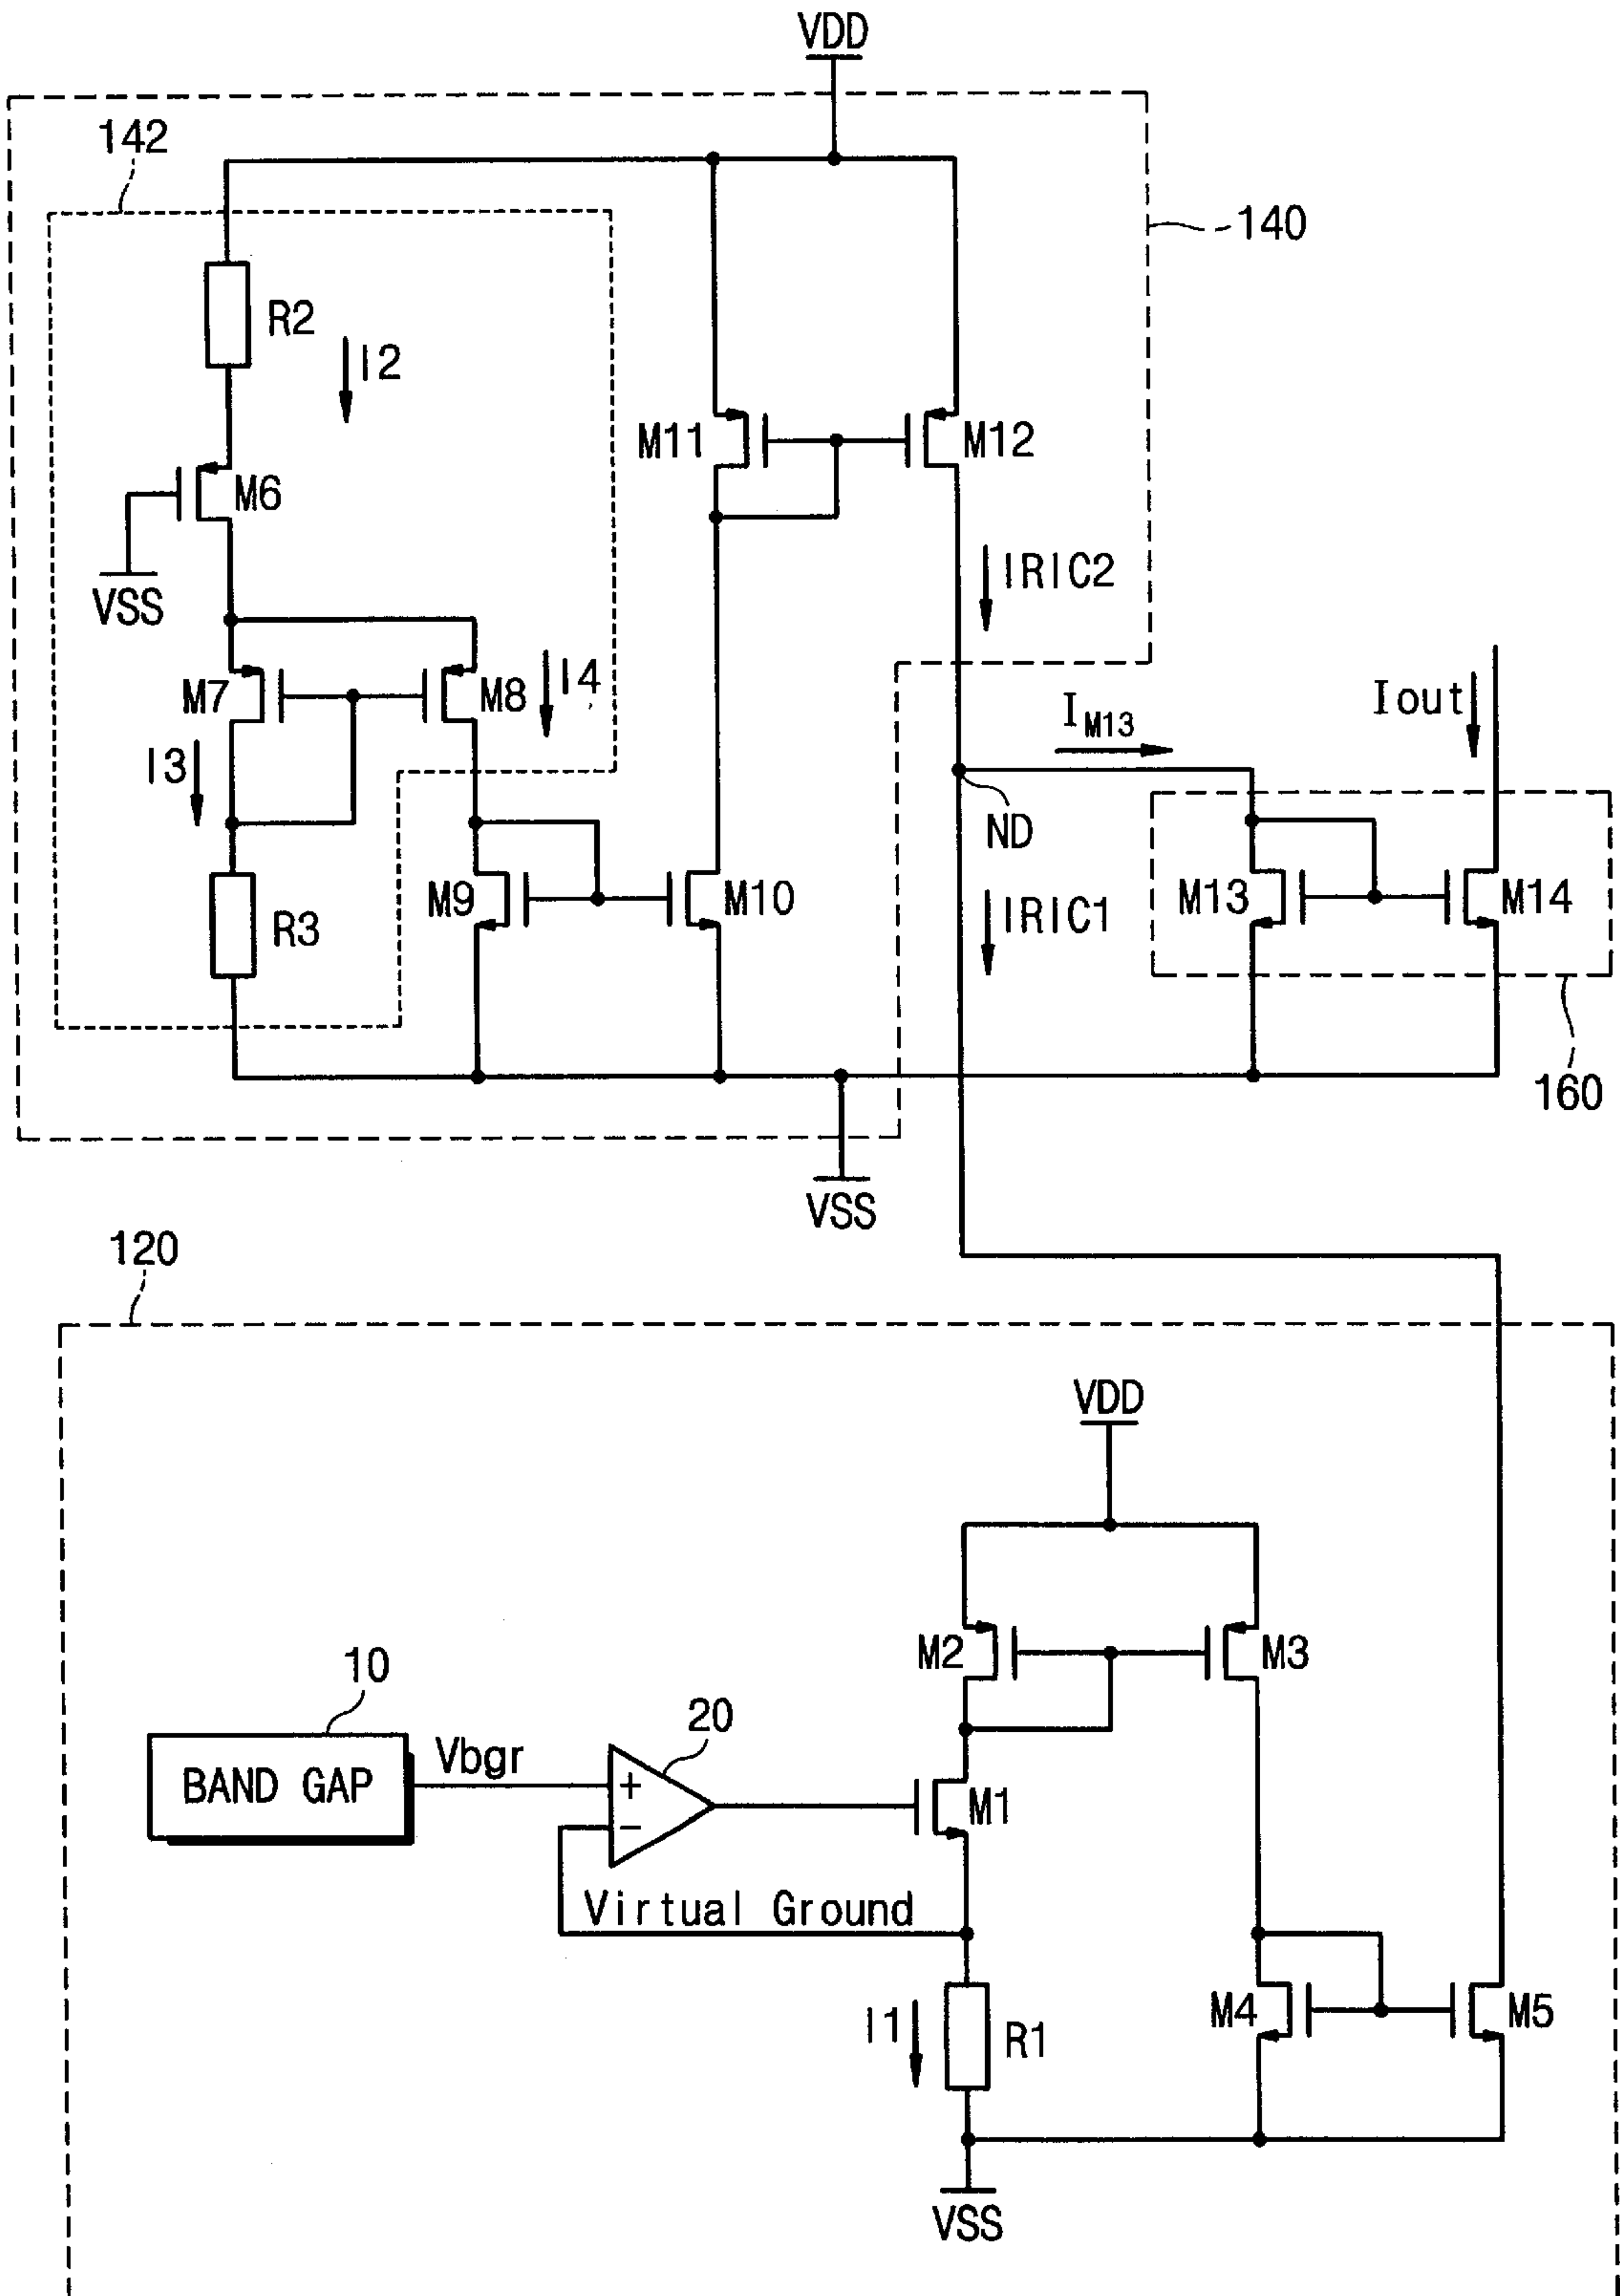 VDD
142
140
R2
I2
M11
M12
M6
VSS
IRIC2
M7
M8
I4
I_M13
Iout
I3
ND
M9
M10
IRIC1
M13
M14
R3
160
VSS
120
VDD
M2
M3
10
20
Vbgr
BAND GAP
+
−
M1
Virtual Ground
I1
R1
M4
M5
VSS